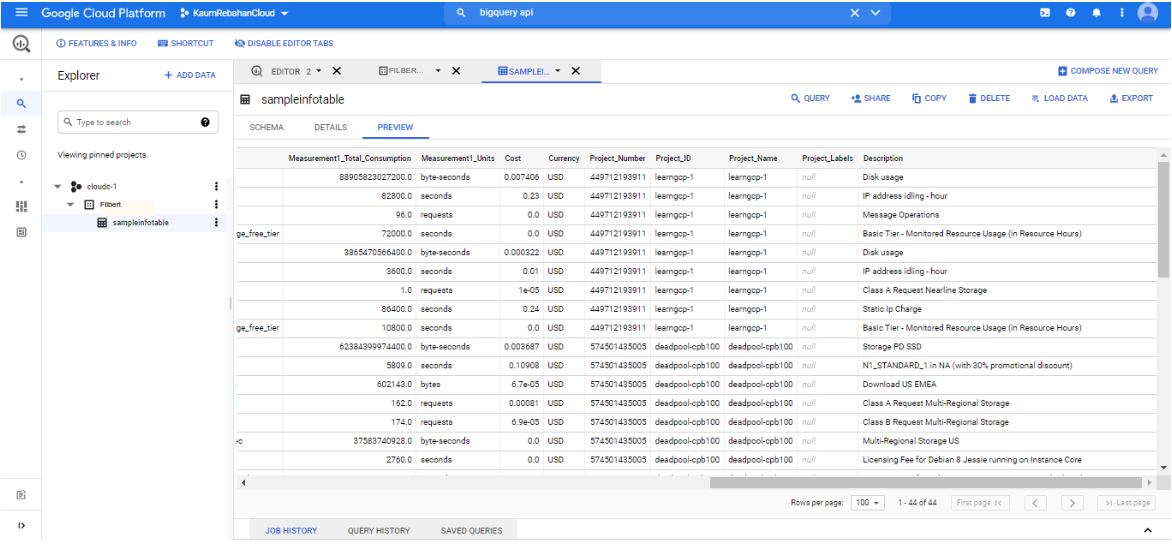 Google Cloud Platform KaumRebahanCloud bigquery api
FEATURES & INFO SHORTCUT DISABLE EDITOR TABS
Explorer + ADD DATA
Type to search
Viewing pinned projects.
cloudc-1
Filbert
sampleinfotable
EDITOR 2 FILBER... SAMPLEI... COMPOSE NEW QUERY
sampleinfotable QUERY SHARE COPY DELETE LOAD DATA EXPORT
SCHEMA DETAILS PREVIEW
Measurement1_Total_Consumption Measurement1_Units Cost Currency Project_Number Project_ID Project_Name Project_Labels Description
88905823027200.0 byte-seconds 0.007406 USD 449712193911 learngcp-1 learngcp-1 null Disk usage
82800.0 seconds 0.23 USD 449712193911 learngcp-1 learngcp-1 null IP address idling - hour
96.0 requests 0.0 USD 449712193911 learngcp-1 learngcp-1 null Message Operations
ge_free_tier 72000.0 seconds 0.0 USD 449712193911 learngcp-1 learngcp-1 null Basic Tier - Monitored Resource Usage (in Resource Hours)
3865470566400.0 byte-seconds 0.000322 USD 449712193911 learngcp-1 learngcp-1 null Disk usage
3600.0 seconds 0.01 USD 449712193911 learngcp-1 learngcp-1 null IP address idling - hour
1.0 requests 1e-05 USD 449712193911 learngcp-1 learngcp-1 null Class A Request Nearline Storage
86400.0 seconds 0.24 USD 449712193911 learngcp-1 learngcp-1 null Static Ip Charge
ge_free_tier 10800.0 seconds 0.0 USD 449712193911 learngcp-1 learngcp-1 null Basic Tier - Monitored Resource Usage (in Resource Hours)
62384399974400.0 byte-seconds 0.003687 USD 574501435005 deadpool-cpb100 deadpool-cpb100 null Storage PD SSD
5809.0 seconds 0.10908 USD 574501435005 deadpool-cpb100 deadpool-cpb100 null N1_STANDARD_1 in NA (with 30% promotional discount)
602143.0 bytes 6.7e-05 USD 574501435005 deadpool-cpb100 deadpool-cpb100 null Download US EMEA
162.0 requests 0.00081 USD 574501435005 deadpool-cpb100 deadpool-cpb100 null Class A Request Multi-Regional Storage
174.0 requests 6.9e-05 USD 574501435005 deadpool-cpb100 deadpool-cpb100 null Class B Request Multi-Regional Storage
37583740928.0 byte-seconds 0.0 USD 574501435005 deadpool-cpb100 deadpool-cpb100 null Multi-Regional Storage US
2760.0 seconds 0.0 USD 574501435005 deadpool-cpb100 deadpool-cpb100 null Licensing Fee for Debian 8 Jessie running on Instance Core
Rows per page: 100 1 - 44 of 44 First page Last page
JOB HISTORY QUERY HISTORY SAVED QUERIES